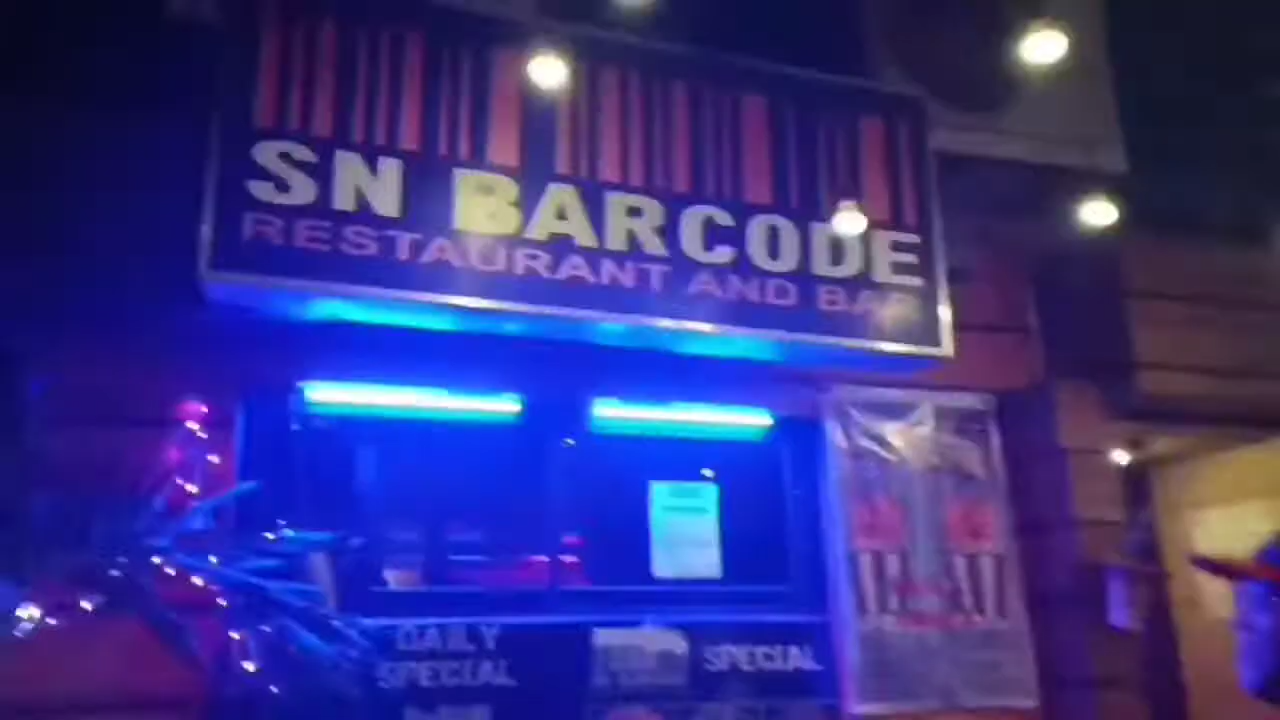 SN BARCODE
RESTAURANT AND BAR
DAILY
SPECIAL
SPECIAL